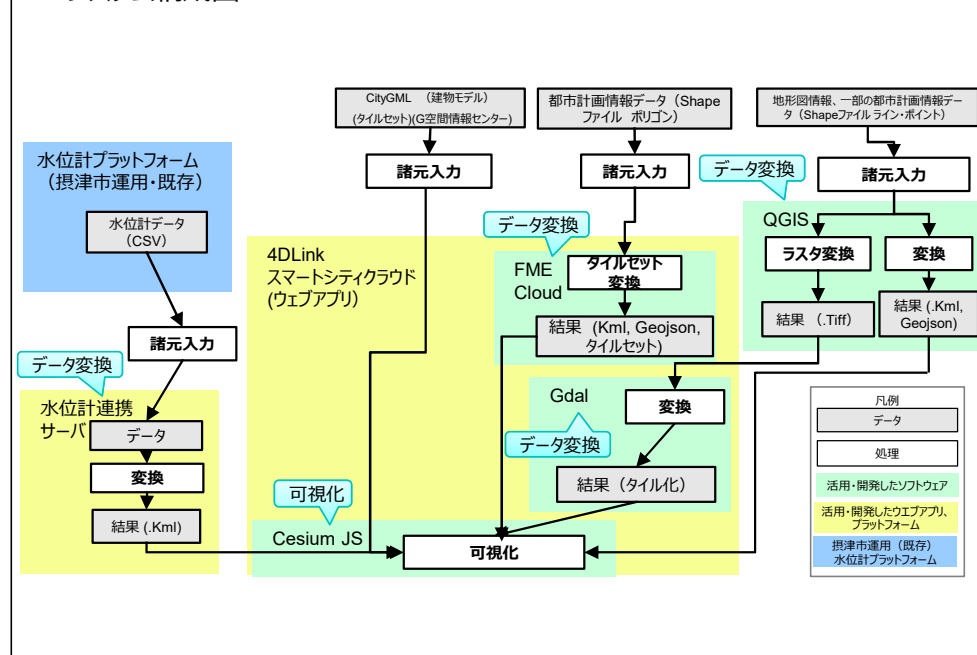 CityGML （建物モデル）
(タイルセット)(G空間情報センター)
都市計画情報データ（Shape
ファイル ポリゴン）
地形図情報、一部の都市計画情報デー
タ（Shapeファイル ライン・ポイント）
水位計プラットフォーム
（摂津市運用・既存）
諸元入力
諸元入力
データ変換
諸元入力
水位計データ
（CSV）
データ変換
QGIS
4DLink
スマートシティクラウド
(ウェブアプリ)
FME
Cloud
タイルセット
変換
ラスタ変換
変換
結果 （.Tiff）
結果（.Kml,
Geojson)
諸元入力
結果 (Kml, Geojson,
タイルセット)
データ変換
水位計連携
サーバ
データ
変換
結果 (.Kml)
Gdal
変換
データ変換
結果（タイル化）
可視化
Cesium JS
可視化
凡例
データ
処理
活用・開発したソフトウェア
活用・開発したウエブアプリ、
プラットフォーム
摂津市運用（既存）
水位計プラットフォーム